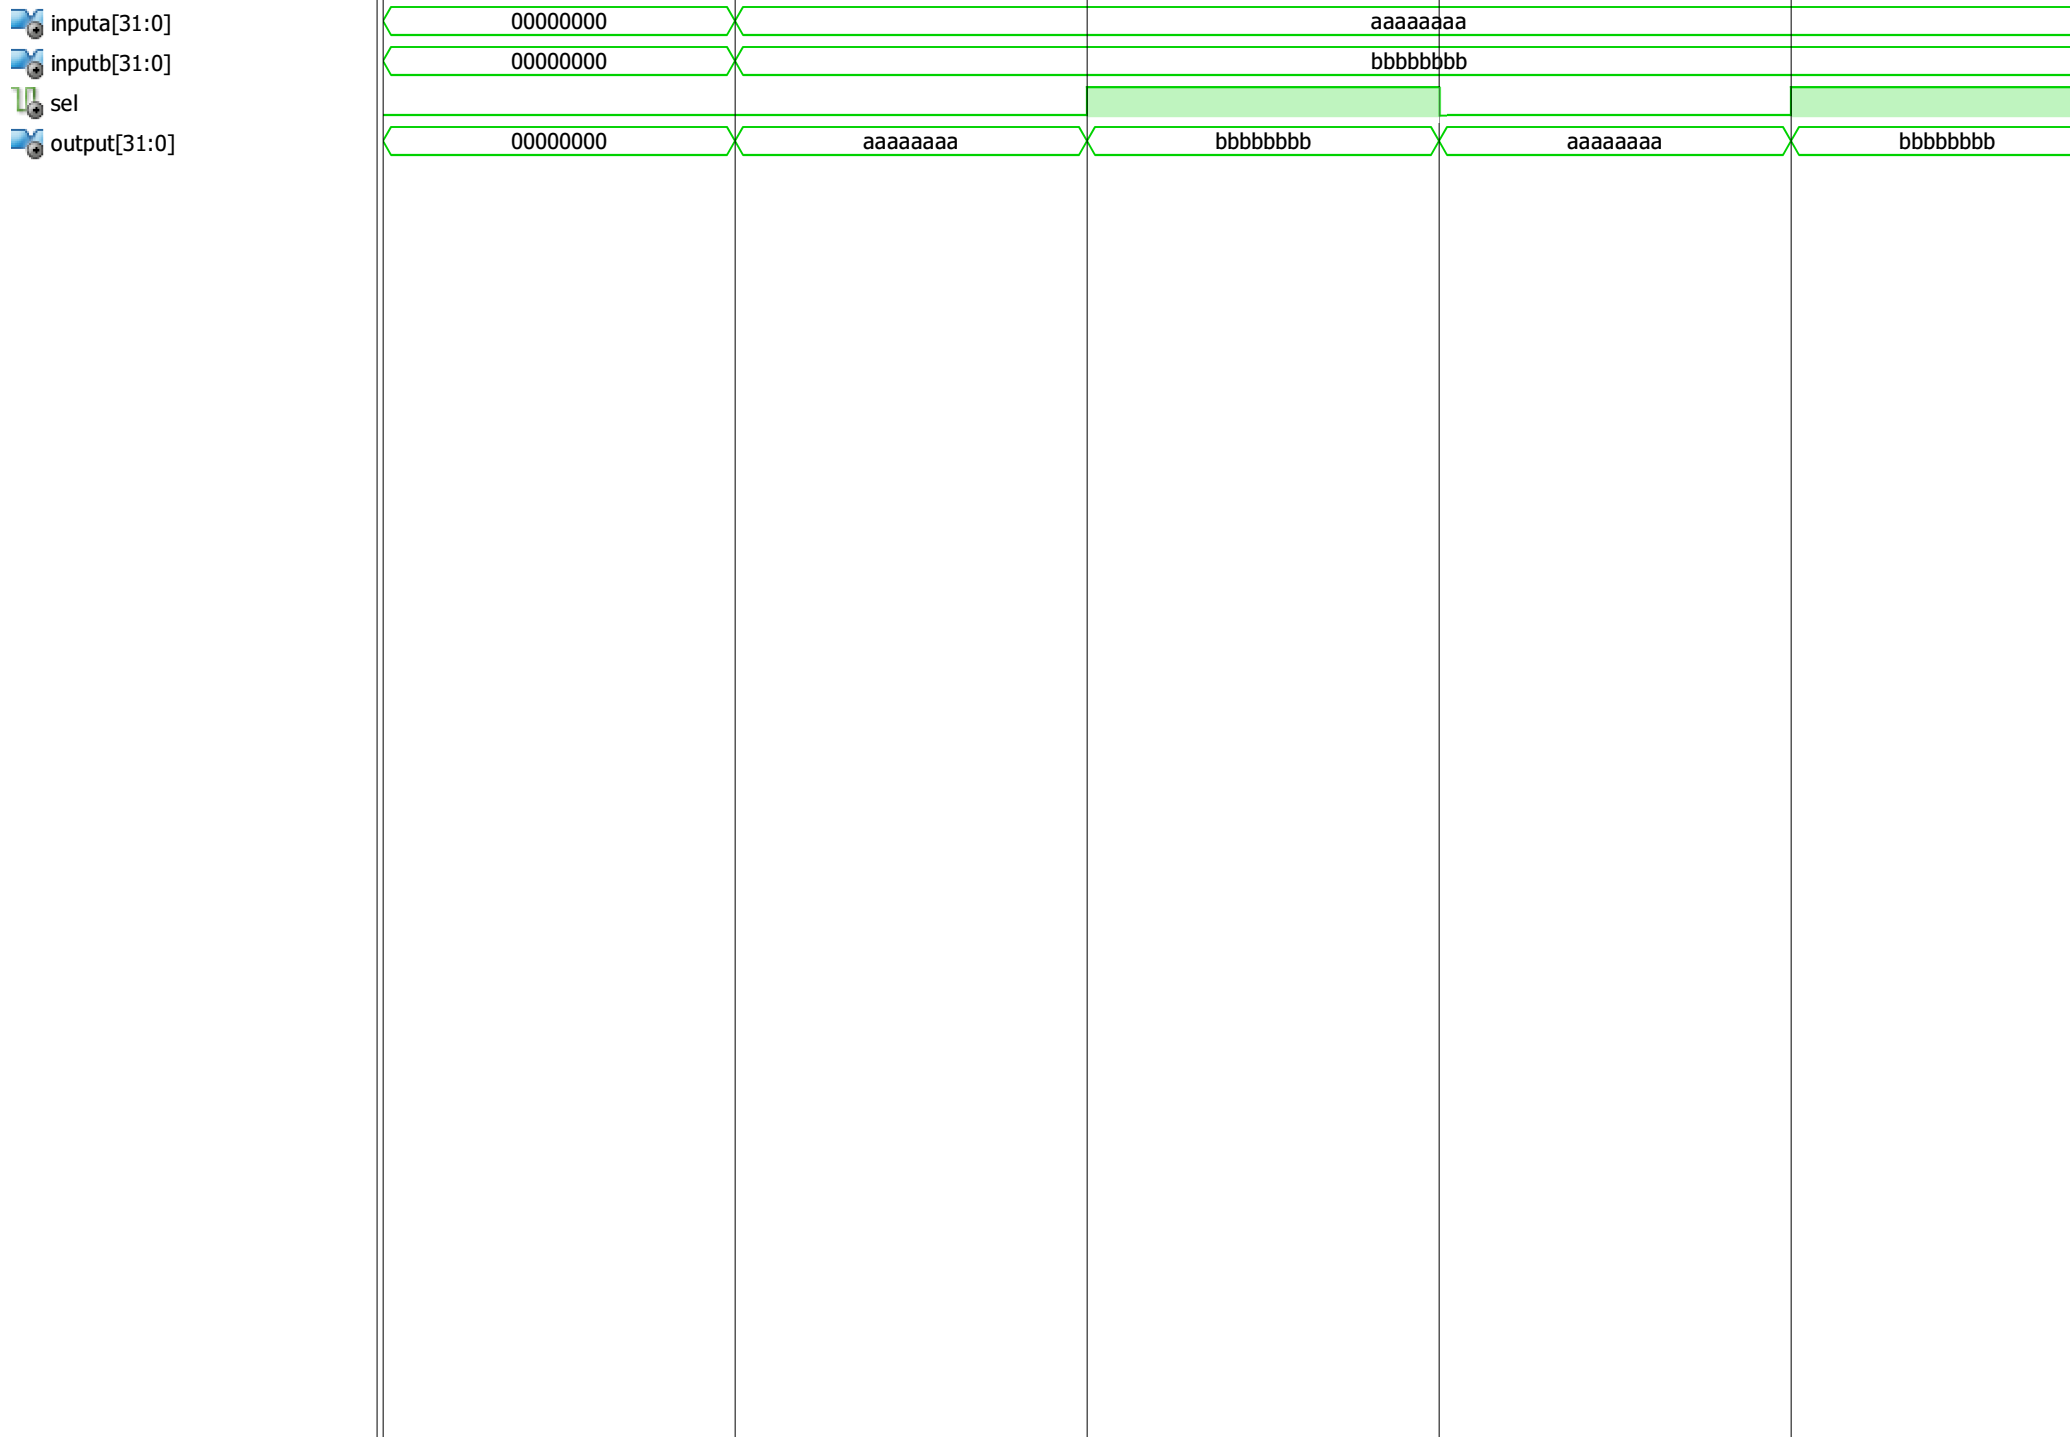 inputa[31:0] 00000000 aaaaaaaa
inputb[31:0] 00000000 bbbbbbbb
sel
output[31:0] 00000000 aaaaaaaa bbbbbbbb aaaaaaaa bbbbbbbb